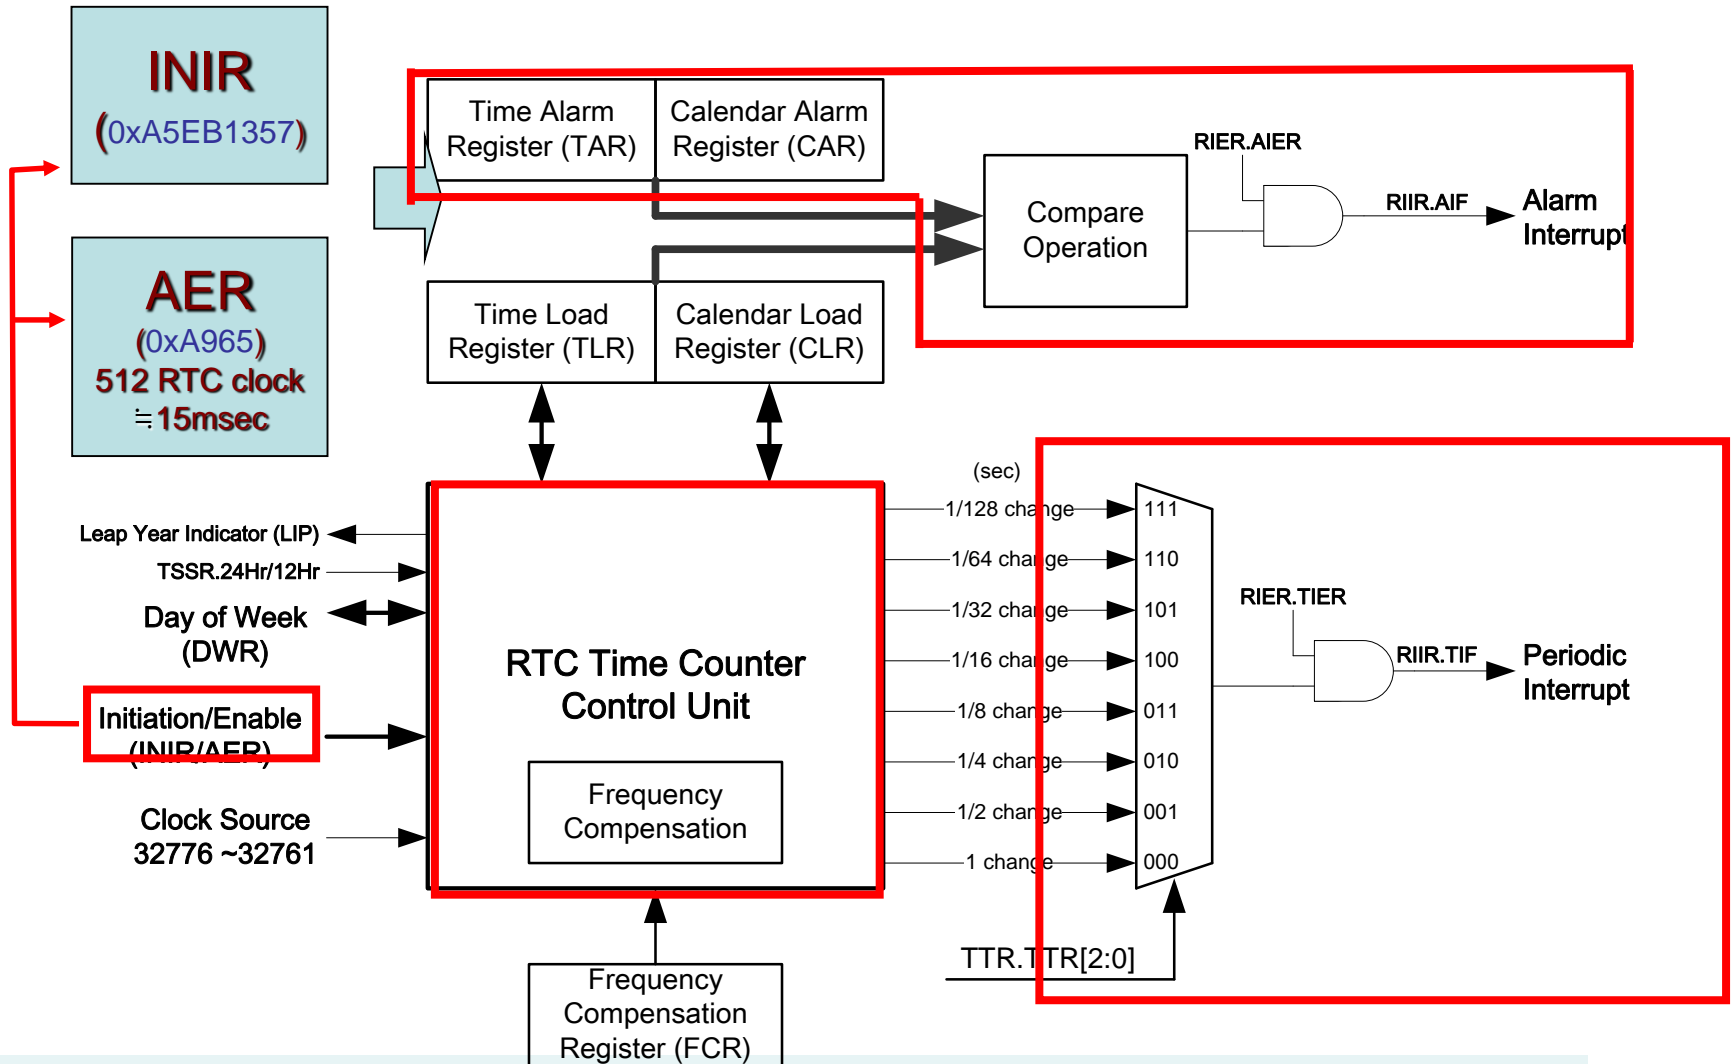 INIR
(0xA5EB1357)
AER
(0xA965)
512 RTC clock
≒15msec
Time Alarm
Register (TAR)
Calendar Alarm
Register (CAR)
Compare
Operation
RIER.AIER
RIIR.AIF
Alarm
Interrupt
Time Load
Register (TLR)
Calendar Load
Register (CLR)
Leap Year Indicator (LIP)
TSSR.24Hr/12Hr
Day of Week
(DWR)
Initiation/Enable
(INIR/AER)
Clock Source
32776 ~32761
RTC Time Counter
Control Unit
Frequency
Compensation
(sec)
1/128 change
111
1/64 change
110
1/32 change
101
1/16 change
100
1/8 change
011
1/4 change
010
1/2 change
001
1 change
000
RIER.TIER
RIIR.TIF
Periodic
Interrupt
TTR.TTR[2:0]
Frequency
Compensation
Register (FCR)